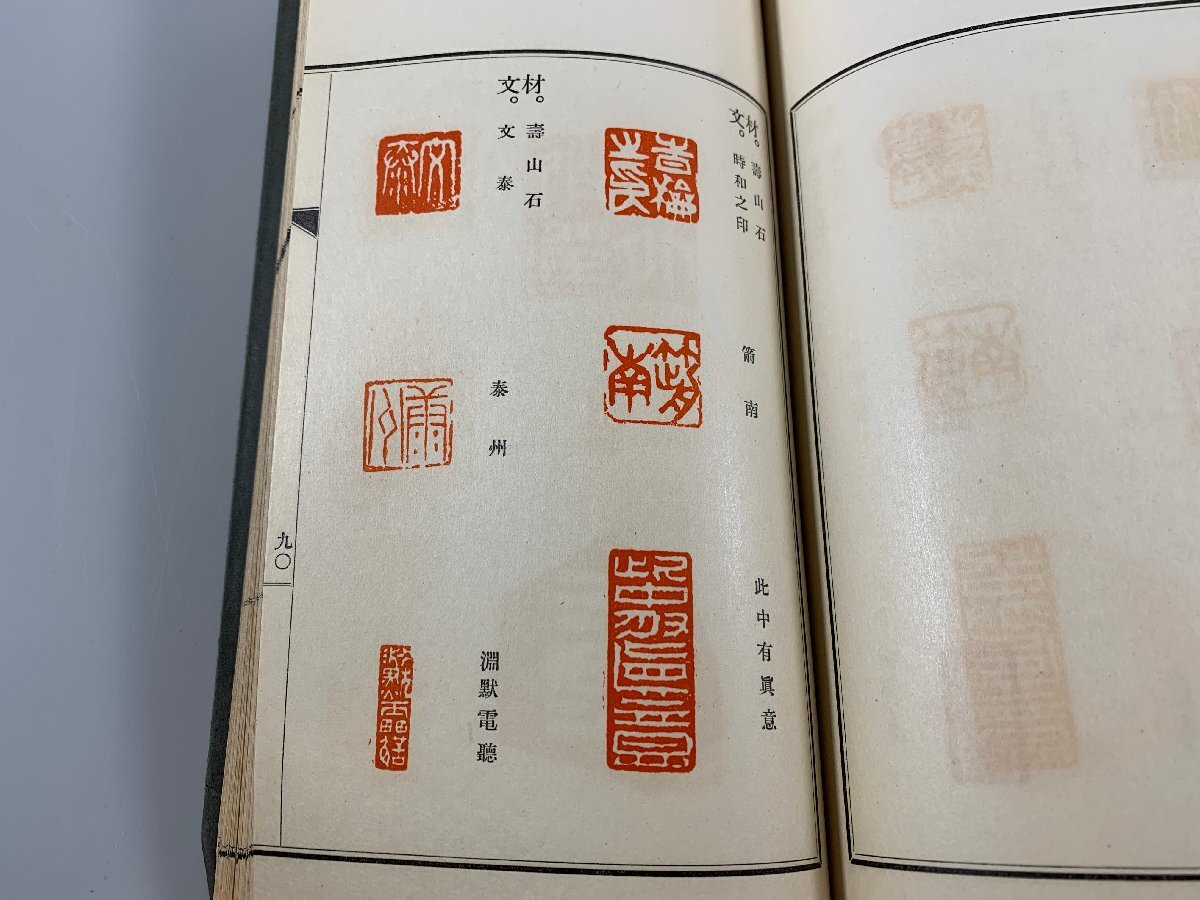 材。壽山石
文。時和之印
箭南
此中有眞意
材。壽山石
文。文泰
泰州
淵默電聽
九〇